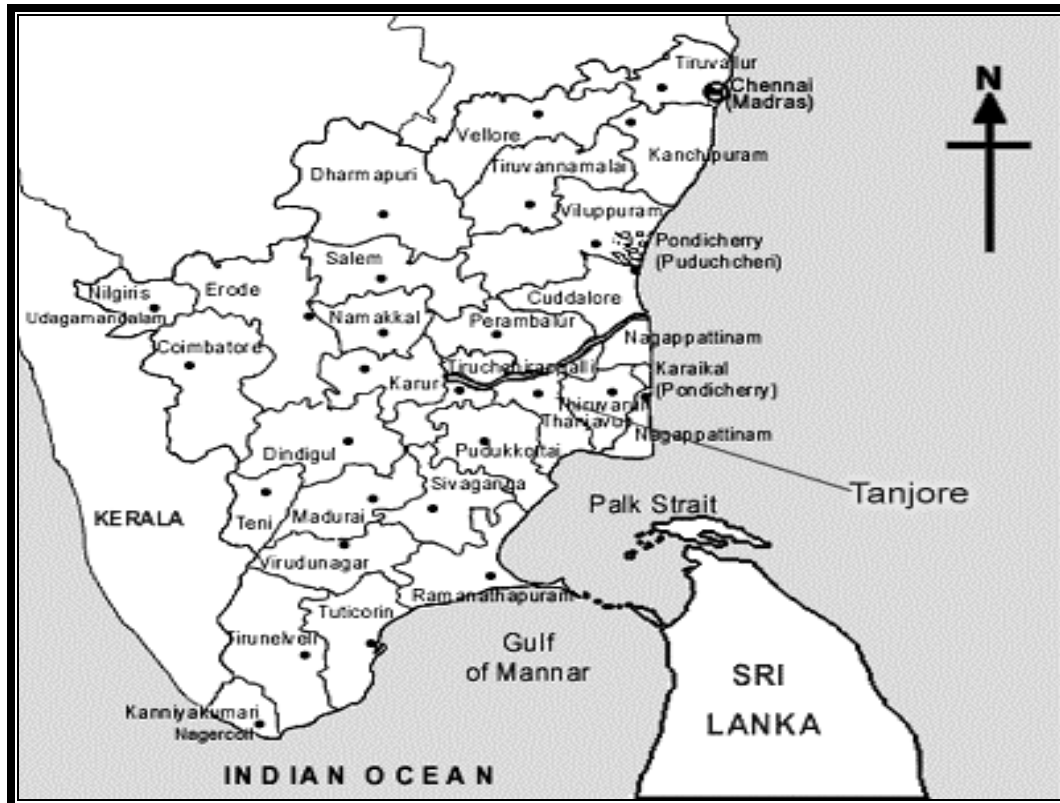 Tiruvallur
N
Chennai
(Madras)
Vellore
Kanchipuram
Tiruvannamalai
Dharmapuri
Viluppuram
Pondicherry
(Puduchcheri)
Salem
Nilgiris
Erode
Cuddalore
Udagamandalam
Namakkal
Perambalur
Nagappattinam
Coimbatore
Tiruchchirappalli
Karaikal
(Pondicherry)
Karur
Thiruvarur
Thanjavur
Nagappattinam
Dindigul
Pudukkottai
Sivaganga
Tanjore
Palk Strait
KERALA
Teni
Madurai
Virudunagar
Ramanathapuram
Tuticorin
Tirunelveli
Gulf
of Mannar
SRI
LANKA
Kanniyakumari
Nagercoil
INDIAN OCEAN